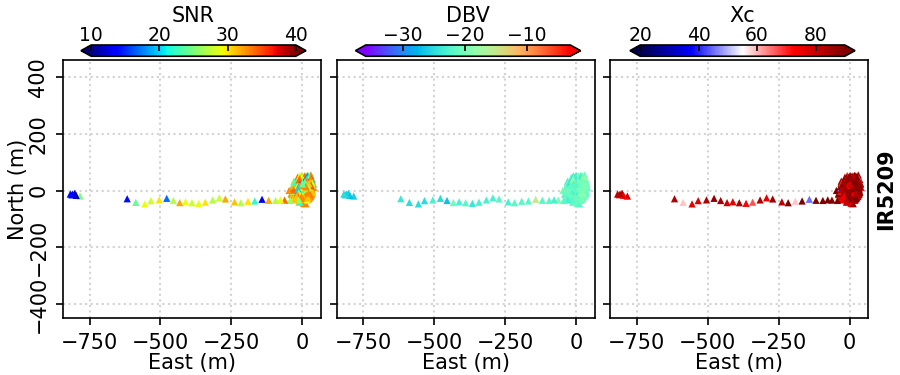 SNR DBV Xc
10 20 30 40 −30 −20 −10 20 40 60 80
400
200
0
−200
−400
North (m)
IR5209
−750 −500 −250 0 −750 −500 −250 0 −750 −500 −250 0
East (m) East (m) East (m)